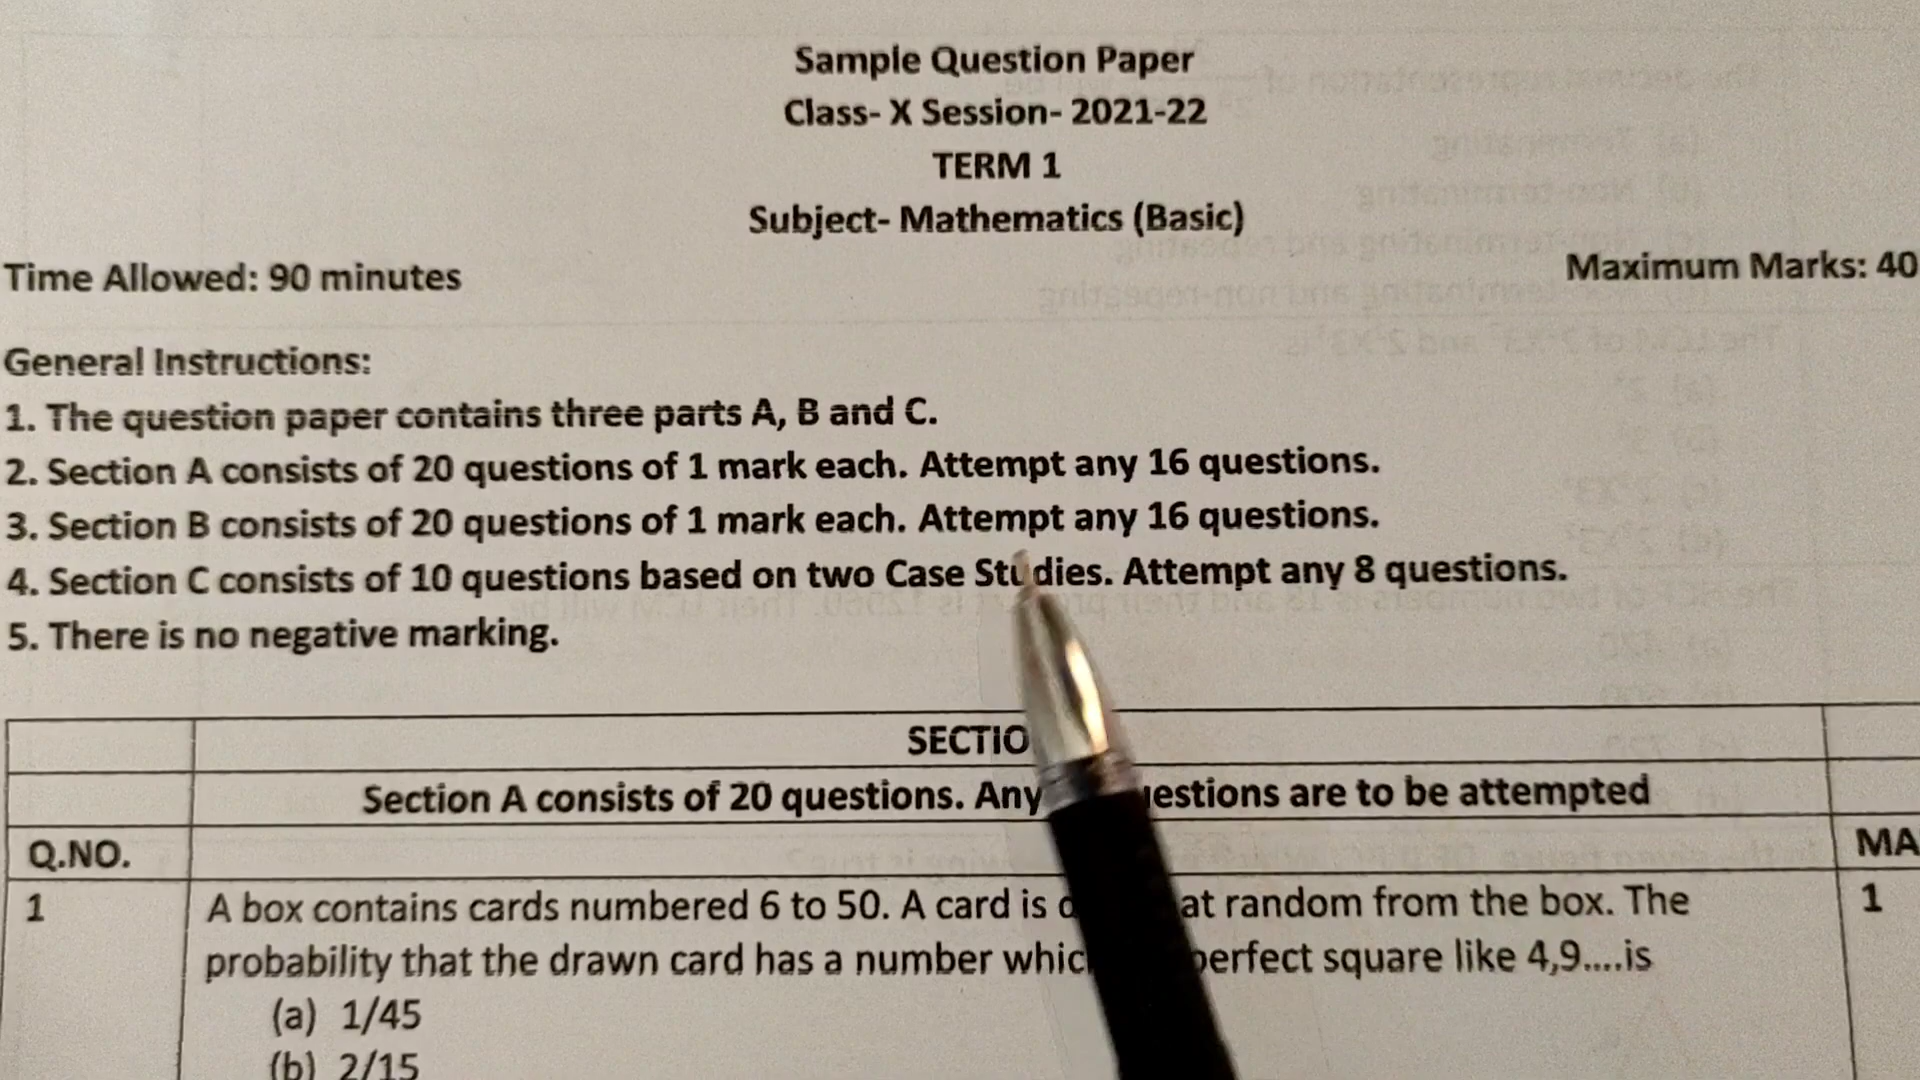 Sample Question Paper
Class- X Session- 2021-22
TERM 1
Subject- Mathematics (Basic)
Time Allowed: 90 minutes
Maximum Marks: 40
General Instructions:
1. The question paper contains three parts A, B and C.
2. Section A consists of 20 questions of 1 mark each. Attempt any 16 questions.
3. Section B consists of 20 questions of 1 mark each. Attempt any 16 questions.
4. Section C consists of 10 questions based on two Case Studies. Attempt any 8 questions.
5. There is no negative marking.
SECTIO
Section A consists of 20 questions. Any estions are to be attempted
Q.NO.
MA
1
A box contains cards numbered 6 to 50. A card is at random from the box. The
1
probability that the drawn card has a number perfect square like 4,9....is
(a) 1/45
(b) 2/15